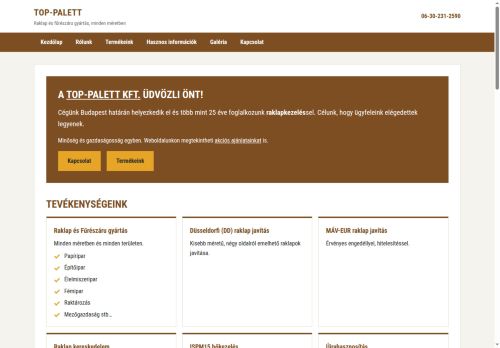 TOP-PALETT
Raklap és fűrészáru gyártás, minden méretben
06-30-231-2590
Kezdőlap Rólunk Termékeink Hasznos információk Galéria Kapcsolat
A TOP-PALETT KFT. ÜDVÖZLI ÖNT!
Cégünk Budapest határán helyezkedik el és több mint 25 éve foglalkozunk raklapkezeléssel. Célunk, hogy ügyfeleink elégedettek
legyenek.
Minőség és gazdaságosság egyben. Weboldalunkon megtekintheti akciós ajánlatainkat is.
Kapcsolat Termékeink
TEVÉKENYSÉGEINK
Raklap és Fűrészáru gyártás
Minden méretben és minden területen.
Papíripar
Építőipar
Élelmiszeripar
Fémipar
Raktározás
Mezőgazdaság stb…
Düsseldorfi (DD) raklap javítás
Kisebb méretű, négy oldalról emelhető raklapok
javítása.
MÁV-EUR raklap javítás
Érvényes engedéllyel, hitelesítéssel.
Raklap kereskedelem ISPM15 hőkezelés Újrahasznosítás